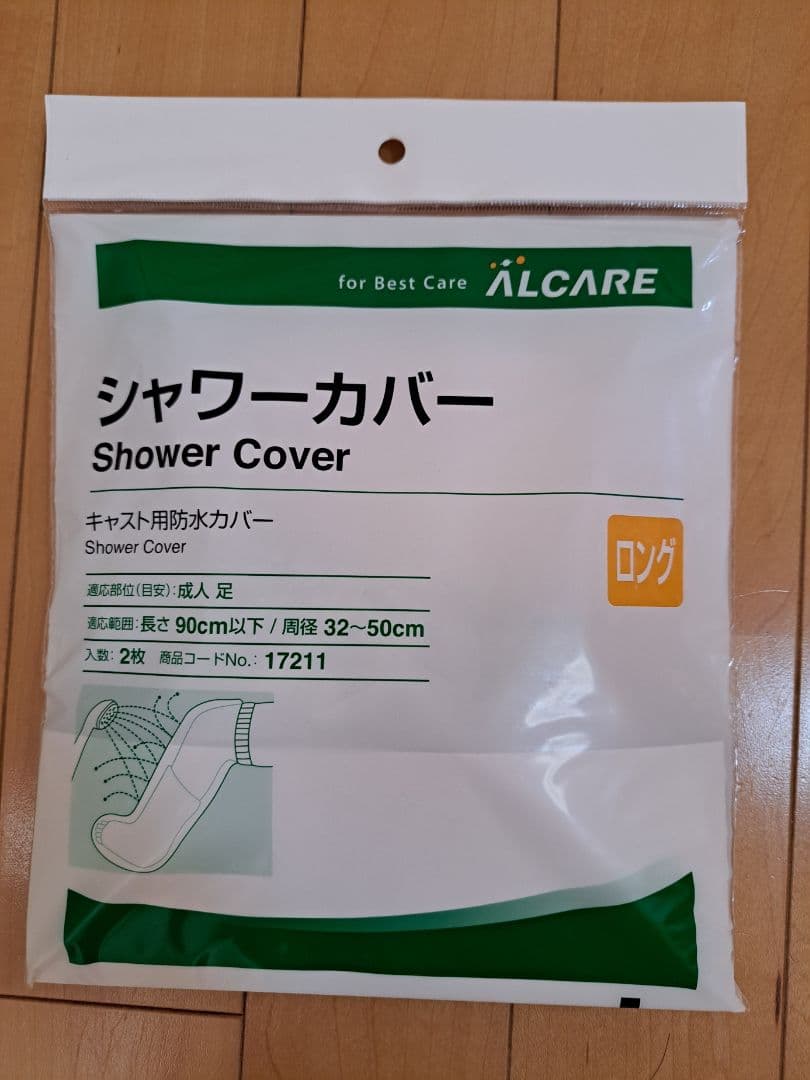 for Best Care ALCARE
シャワーカバー
Shower Cover
キャスト用防水カバー
Shower Cover
ロング
適応部位(目安):成人 足
適応範囲:長さ 90cm以下 / 周径 32〜50cm
入数:2枚 商品コードNo.:17211